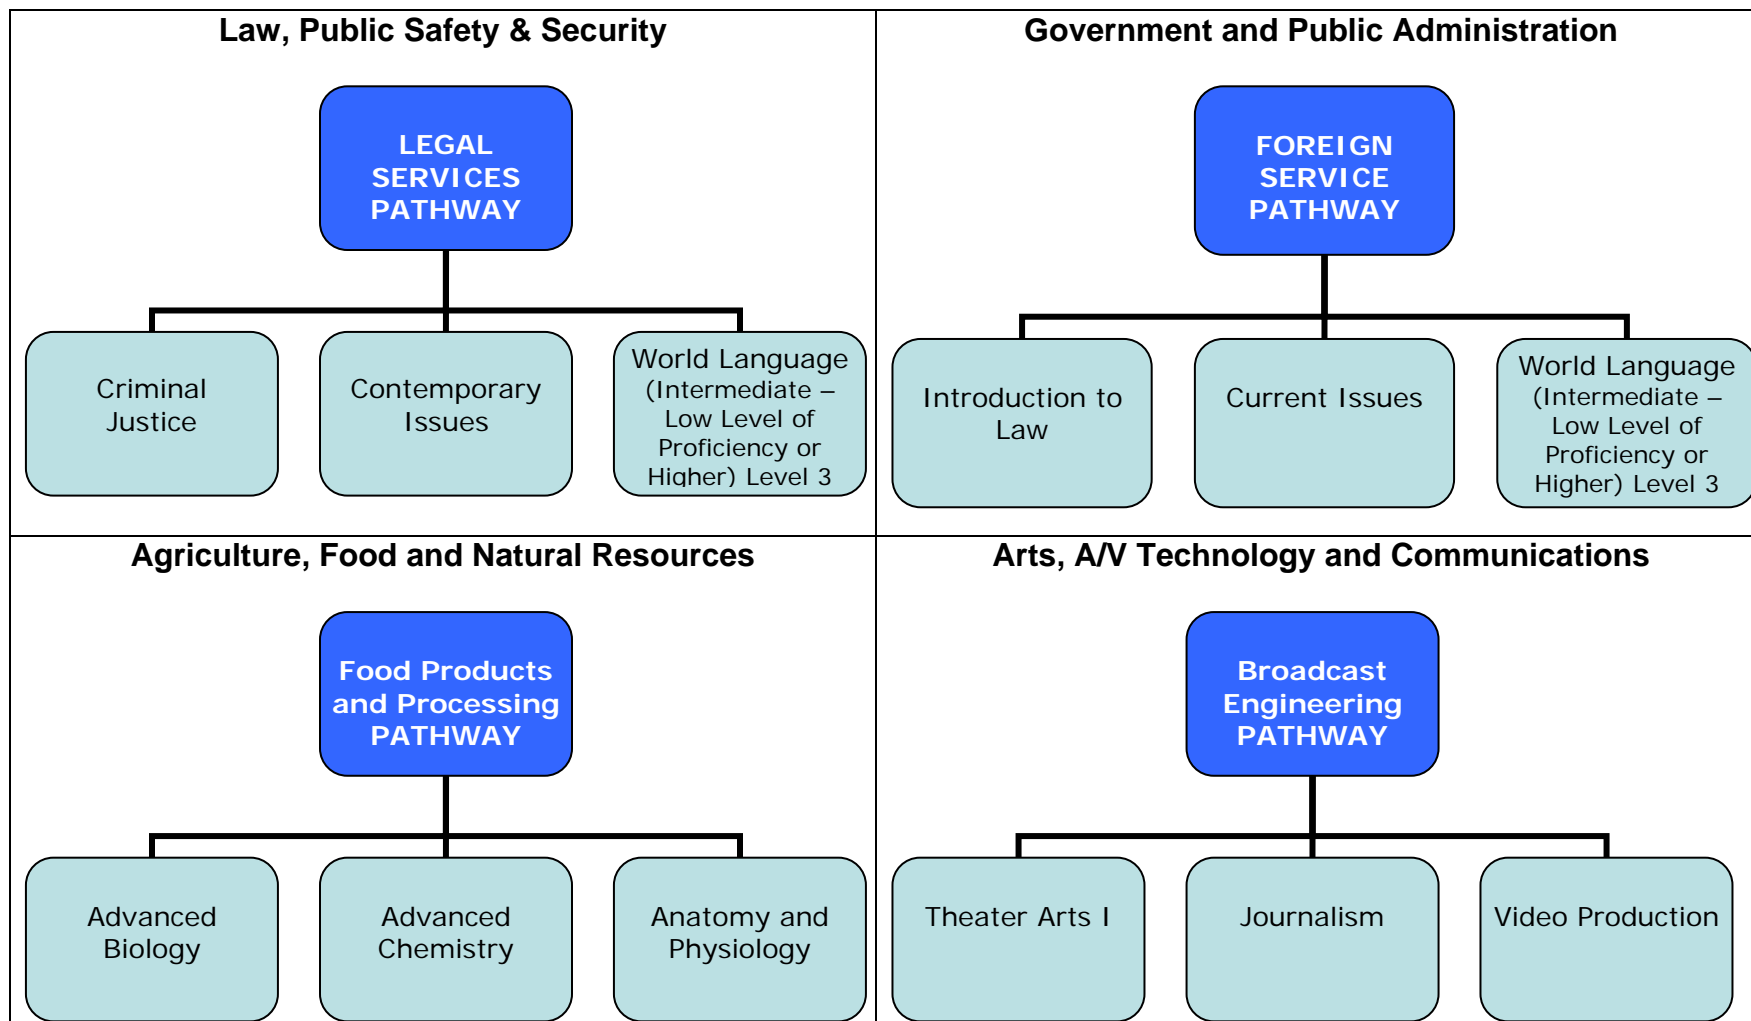 Law, Public Safety & Security
LEGAL
SERVICES
PATHWAY
Criminal
Justice
Contemporary
Issues
World Language
(Intermediate –
Low Level of
Proficiency or
Higher) Level 3
Government and Public Administration
FOREIGN
SERVICE
PATHWAY
Introduction to
Law
Current Issues
World Language
(Intermediate –
Low Level of
Proficiency or
Higher) Level 3
Agriculture, Food and Natural Resources
Food Products
and Processing
PATHWAY
Advanced
Biology
Advanced
Chemistry
Anatomy and
Physiology
Arts, A/V Technology and Communications
Broadcast
Engineering
PATHWAY
Theater Arts I
Journalism
Video Production